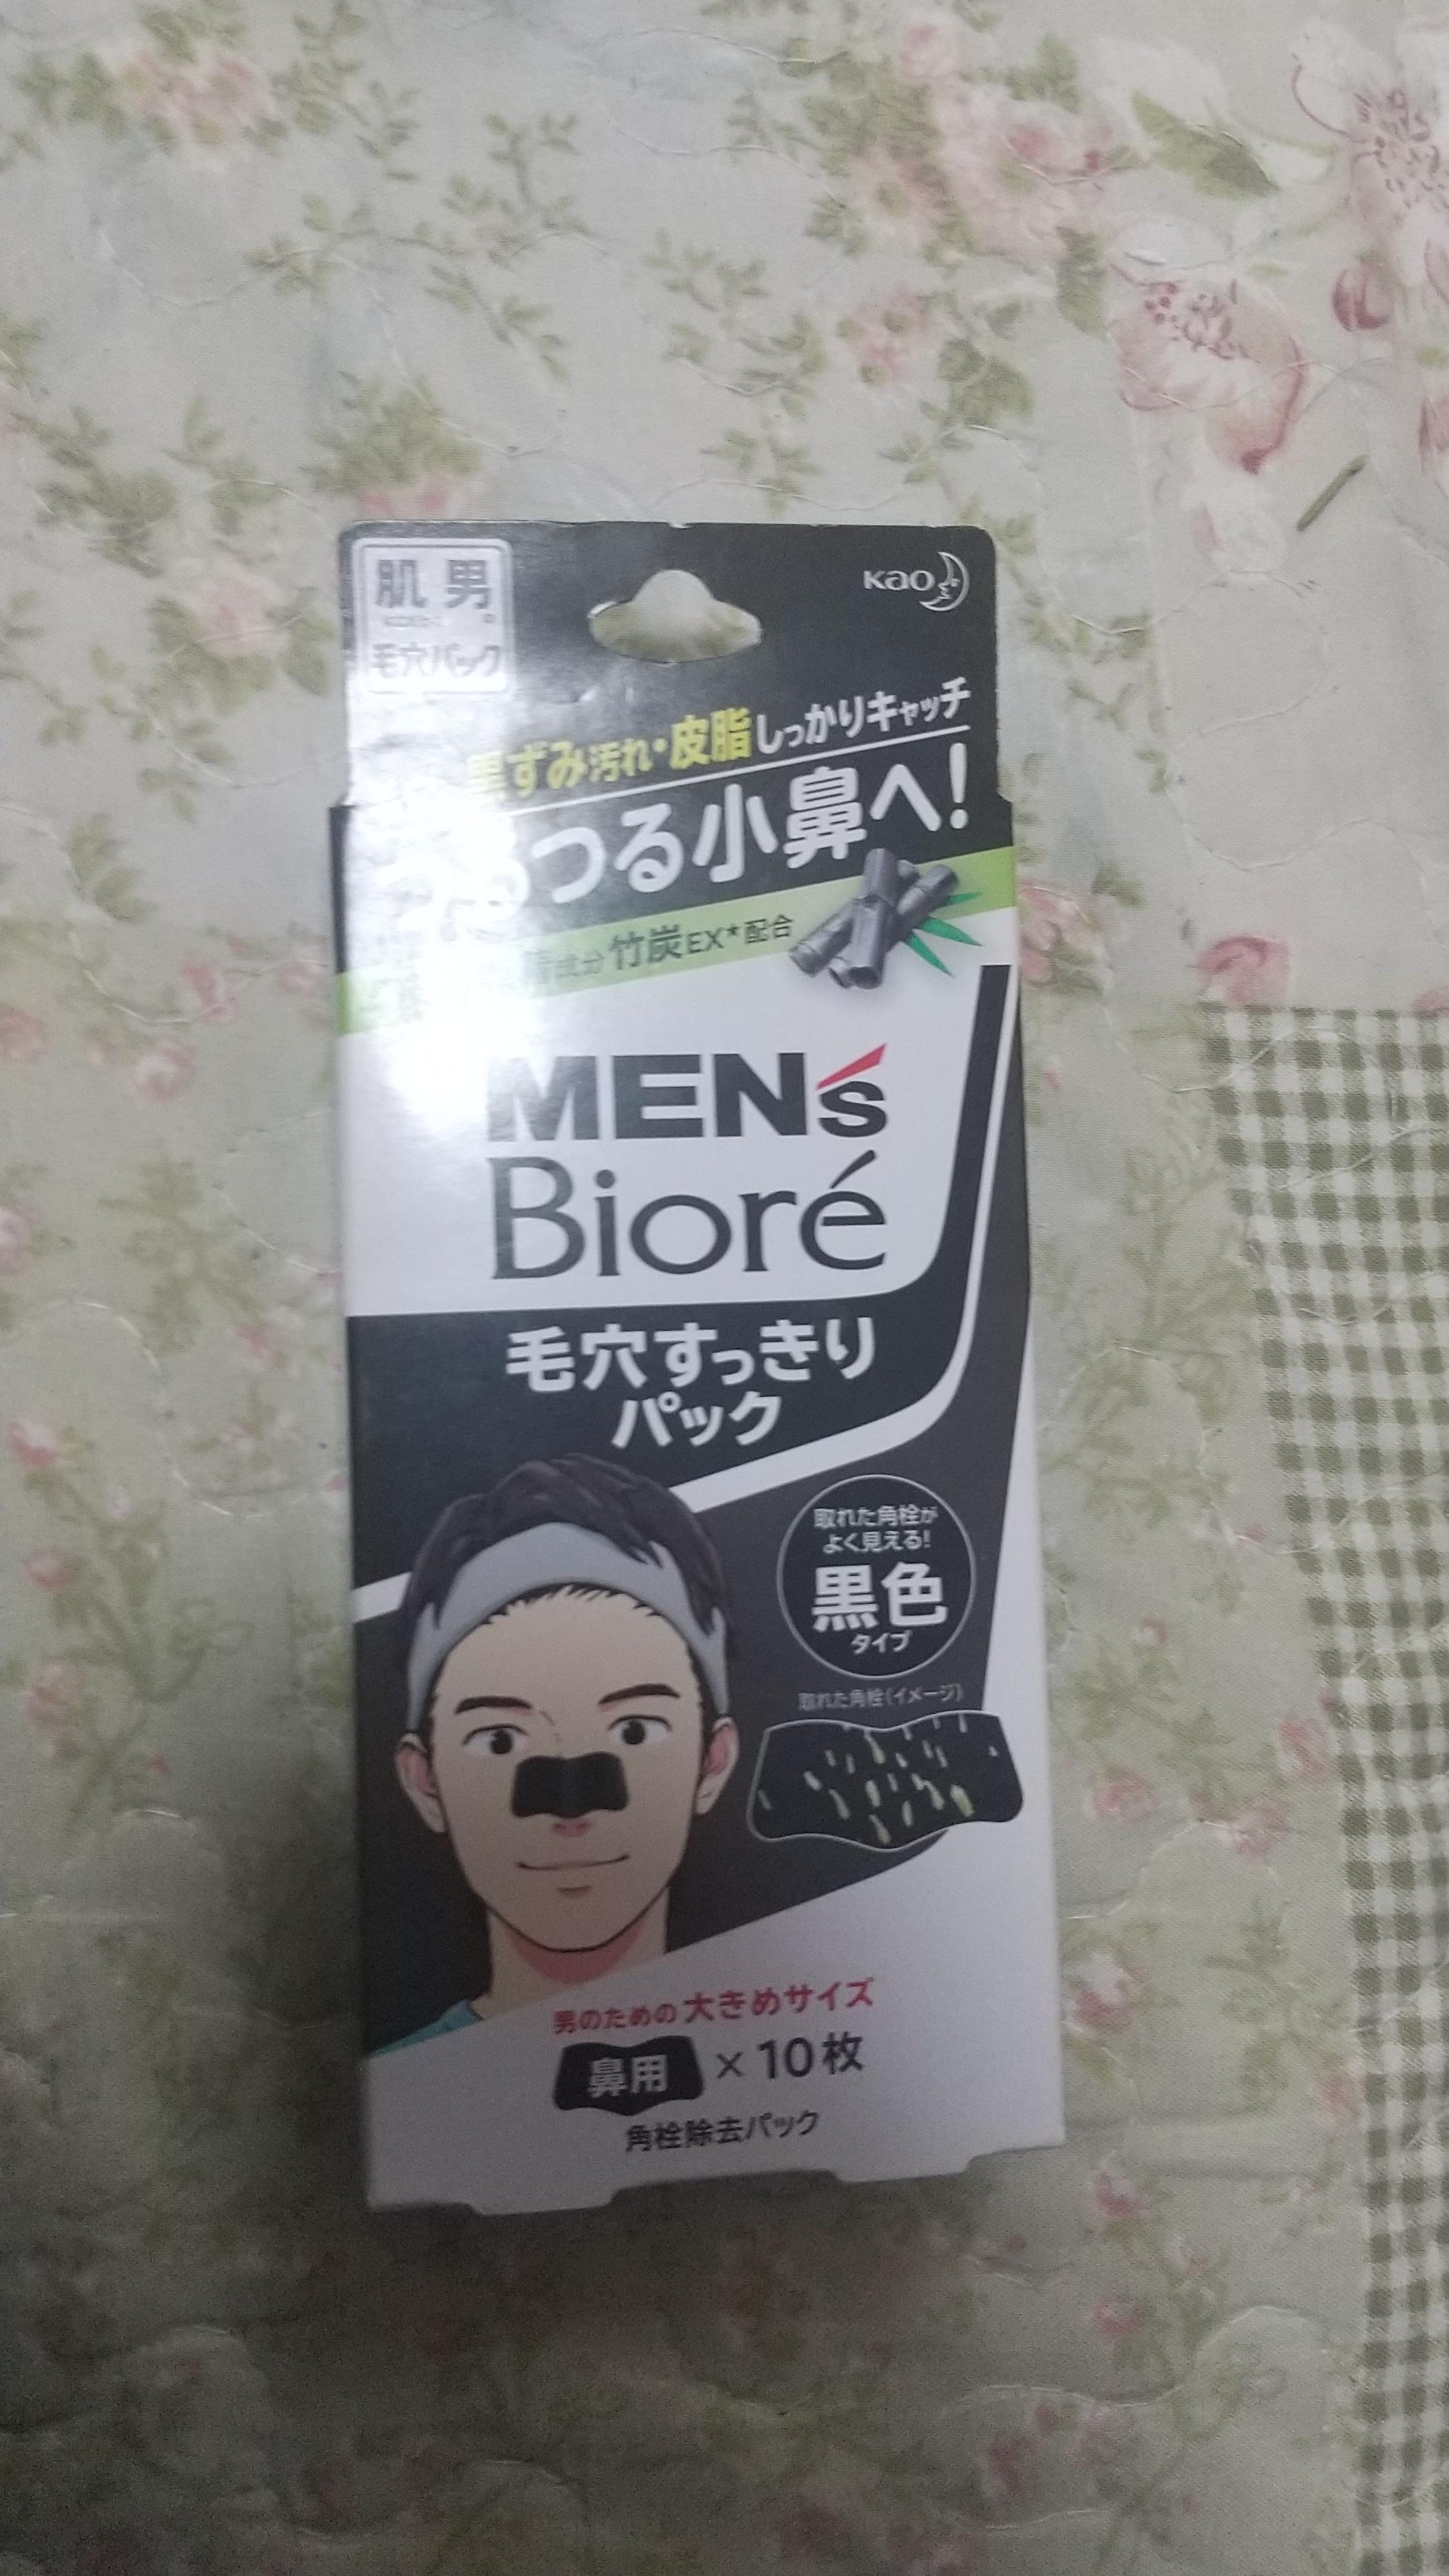 肌 男
毛穴パック
kao
ずみ汚れ・皮脂しっかりキャッチ
つる小鼻へ!
成分 竹炭EX*配合
MEN's
Bioré
毛穴すっきり
パック
取れた角栓が
よく見える!
黒色
タイプ
取れた角栓(イメージ)
男のための大きめサイズ
鼻用 × 10枚
角栓除去パック